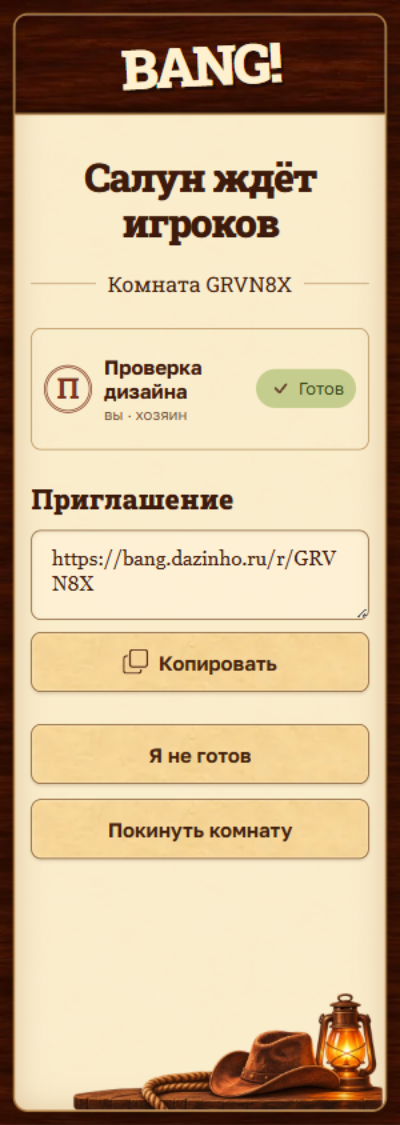 BANG!
Салун ждёт
игроков
Комната GRVN8X
П
Проверка
дизайна
вы · хозяин
Готов
Приглашение
https://bang.dazinho.ru/r/GRV
N8X
Копировать
Я не готов
Покинуть комнату